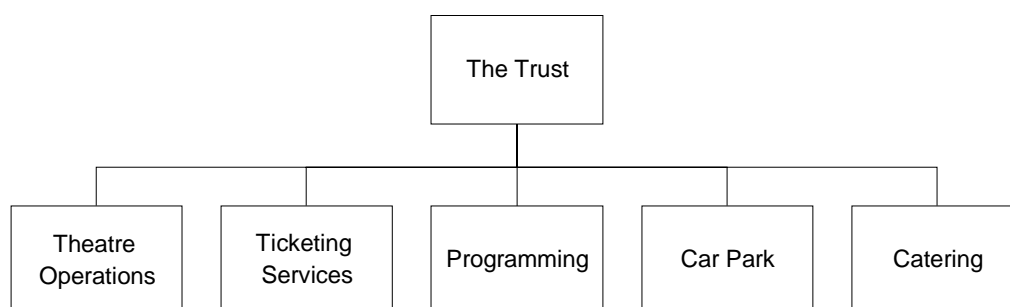 The Trust
Theatre
Operations
Ticketing
Services
Programming
Car Park
Catering